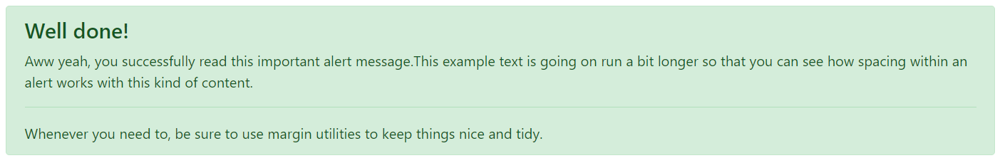 Well done!
Aww yeah, you successfully read this important alert message.This example text is going on run a bit longer so that you can see how spacing within an
alert works with this kind of content.
Whenever you need to, be sure to use margin utilities to keep things nice and tidy.